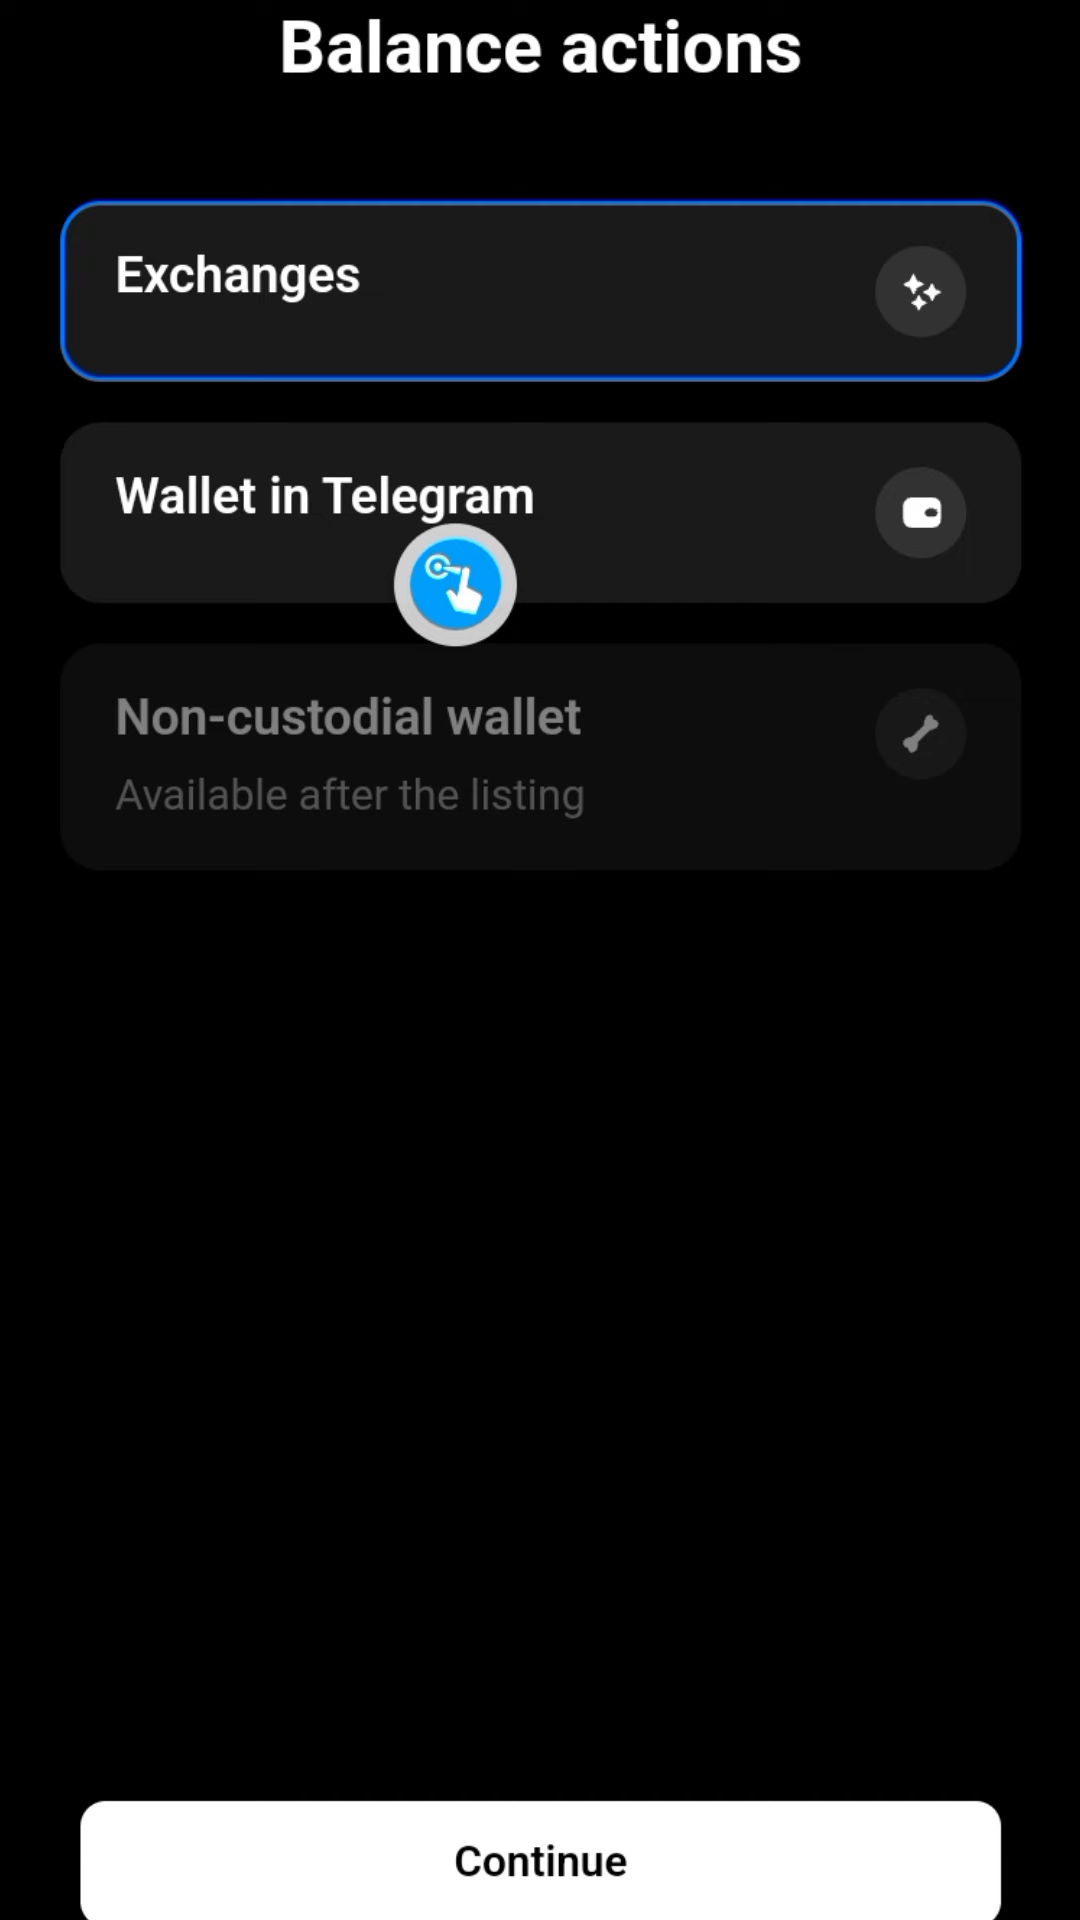 Balance actions
Exchanges
Wallet in Telegram
Non-custodial wallet
Available after the listing
Continue